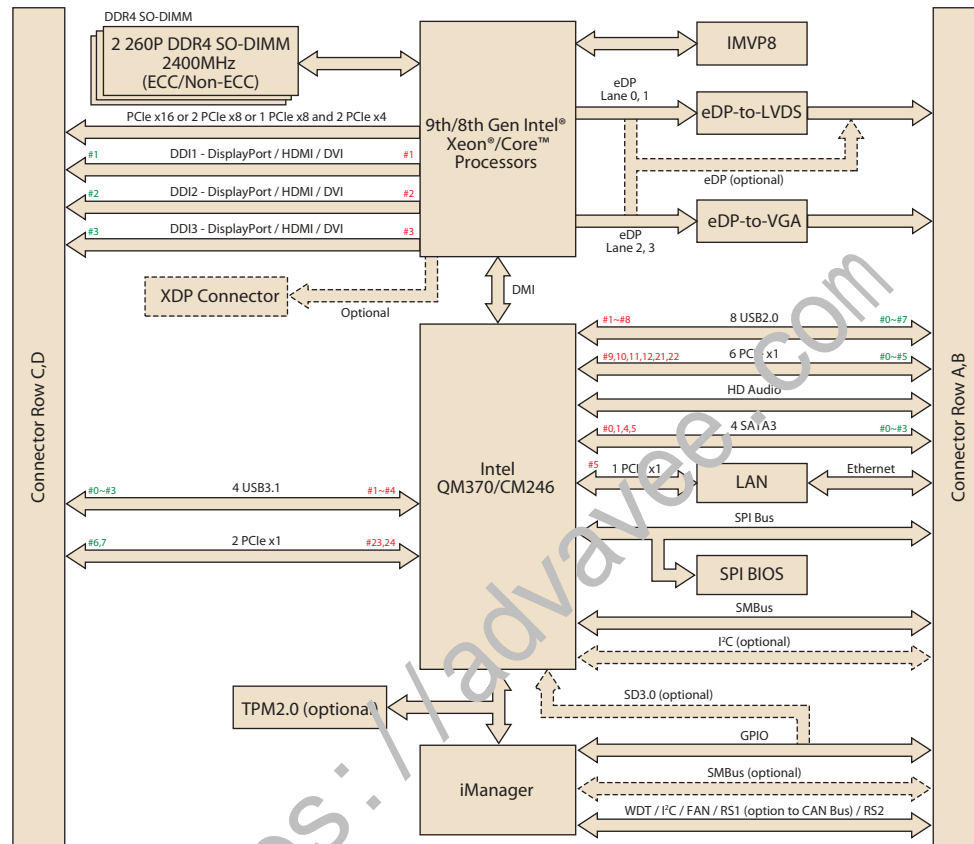 DDR4 SO-DIMM
2 260P DDR4 SO-DIMM
2400MHz
(ECC/Non-ECC)
IMVP8
eDP
Lane 0, 1
eDP-to-LVDS
9th/8th Gen Intel®
Xeon®/Core™
Processors
PCIe x16 or 2 PCIe x8 or 1 PCIe x8 and 2 PCIe x4
#1 DDI1 - DisplayPort / HDMI / DVI #1
#2 DDI2 - DisplayPort / HDMI / DVI #2
#3 DDI3 - DisplayPort / HDMI / DVI #3
eDP (optional)
eDP-to-VGA
eDP
Lane 2, 3
XDP Connector
Optional
DMI
Connector Row C,D
Connector Row A,B
#1~#8 8 USB2.0 #0~#7
#9,10,11,12,21,22 6 PCIe x1 #0~#5
HD Audio
#0,1,4,5 4 SATA3 #0~#3
Intel
QM370/CM246
#5 1 PCIe x1
LAN
Ethernet
#0~#3 4 USB3.1 #1~#4
SPI Bus
#6,7 2 PCIe x1 #23,24
SPI BIOS
SMBus
I²C (optional)
SD3.0 (optional)
TPM2.0 (optional)
GPIO
iManager
SMBus (optional)
WDT / I²C / FAN / RS1 (option to CAN Bus) / RS2
ps://advavee.com